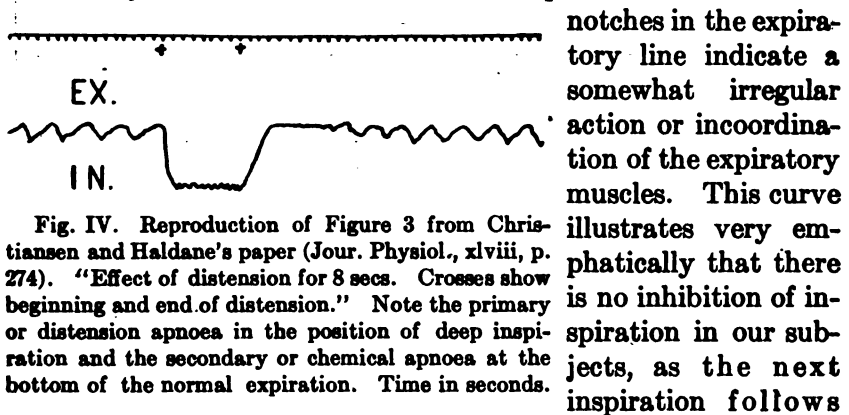 EX.
IN.
Fig. IV. Reproduction of Figure 3 from Chris-
tiansen and Haldane's paper (Jour. Physiol., xlviii, p.
274). "Effect of distension for 8 secs. Crosses show
beginning and end of distension." Note the primary
or distension apnoea in the position of deep inspi-
ration and the secondary or chemical apnoea at the
bottom of the normal expiration. Time in seconds.
notches in the expira-
tory line indicate a
somewhat irregular
action or incoordina-
tion of the expiratory
muscles. This curve
illustrates very em-
phatically that there
is no inhibition of in-
spiration in our sub-
jects, as the next
inspiration follows